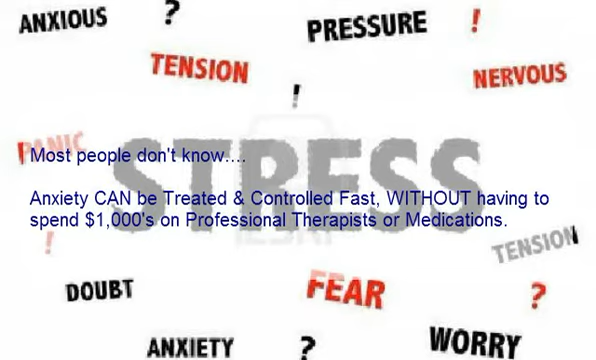 ANXIOUS ? PRESSURE !
TENSION NERVOUS
!
PANIC
STRESS
Most people don't know....
Anxiety CAN be Treated & Controlled Fast, WITHOUT having to
spend $1,000's on Professional Therapists or Medications.
! TENSION
DOUBT FEAR ?
ANXIETY ? WORRY